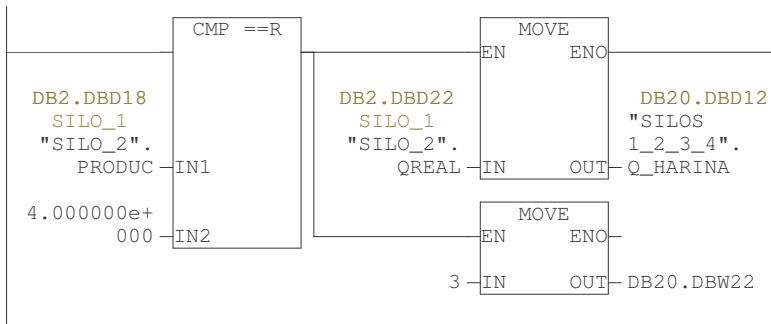 CMP ==R
MOVE
EN
ENO
DB2.DBD18
SILO_1
"SILO_2".
PRODUC
IN1
DB2.DBD22
SILO_1
"SILO_2".
QREAL
IN
OUT
DB20.DBD12
"SILOS
1_2_3_4".
Q_HARINA
4.000000e+
000
IN2
MOVE
EN
ENO
3
IN
OUT
DB20.DBW22